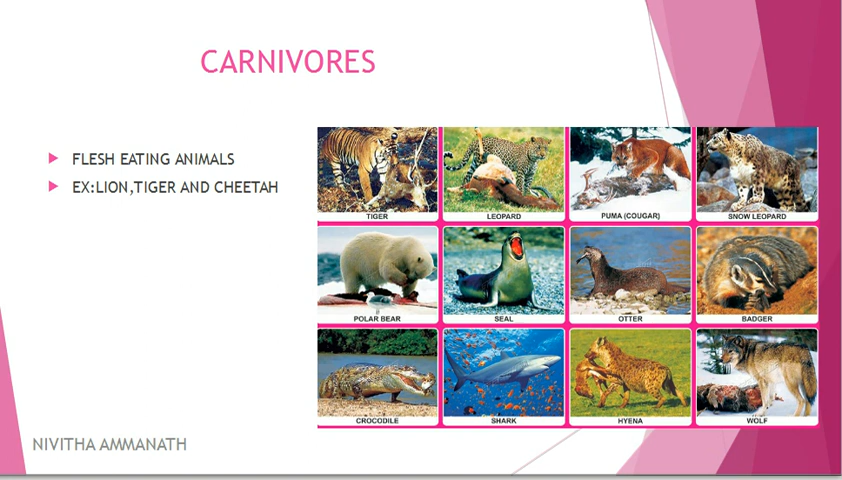 CARNIVORES
FLESH EATING ANIMALS
EX:LION,TIGER AND CHEETAH
TIGER
LEOPARD
PUMA (COUGAR)
SNOW LEOPARD
POLAR BEAR
SEAL
OTTER
BADGER
CROCODILE
SHARK
HYENA
WOLF
NIVITHA AMMANATH